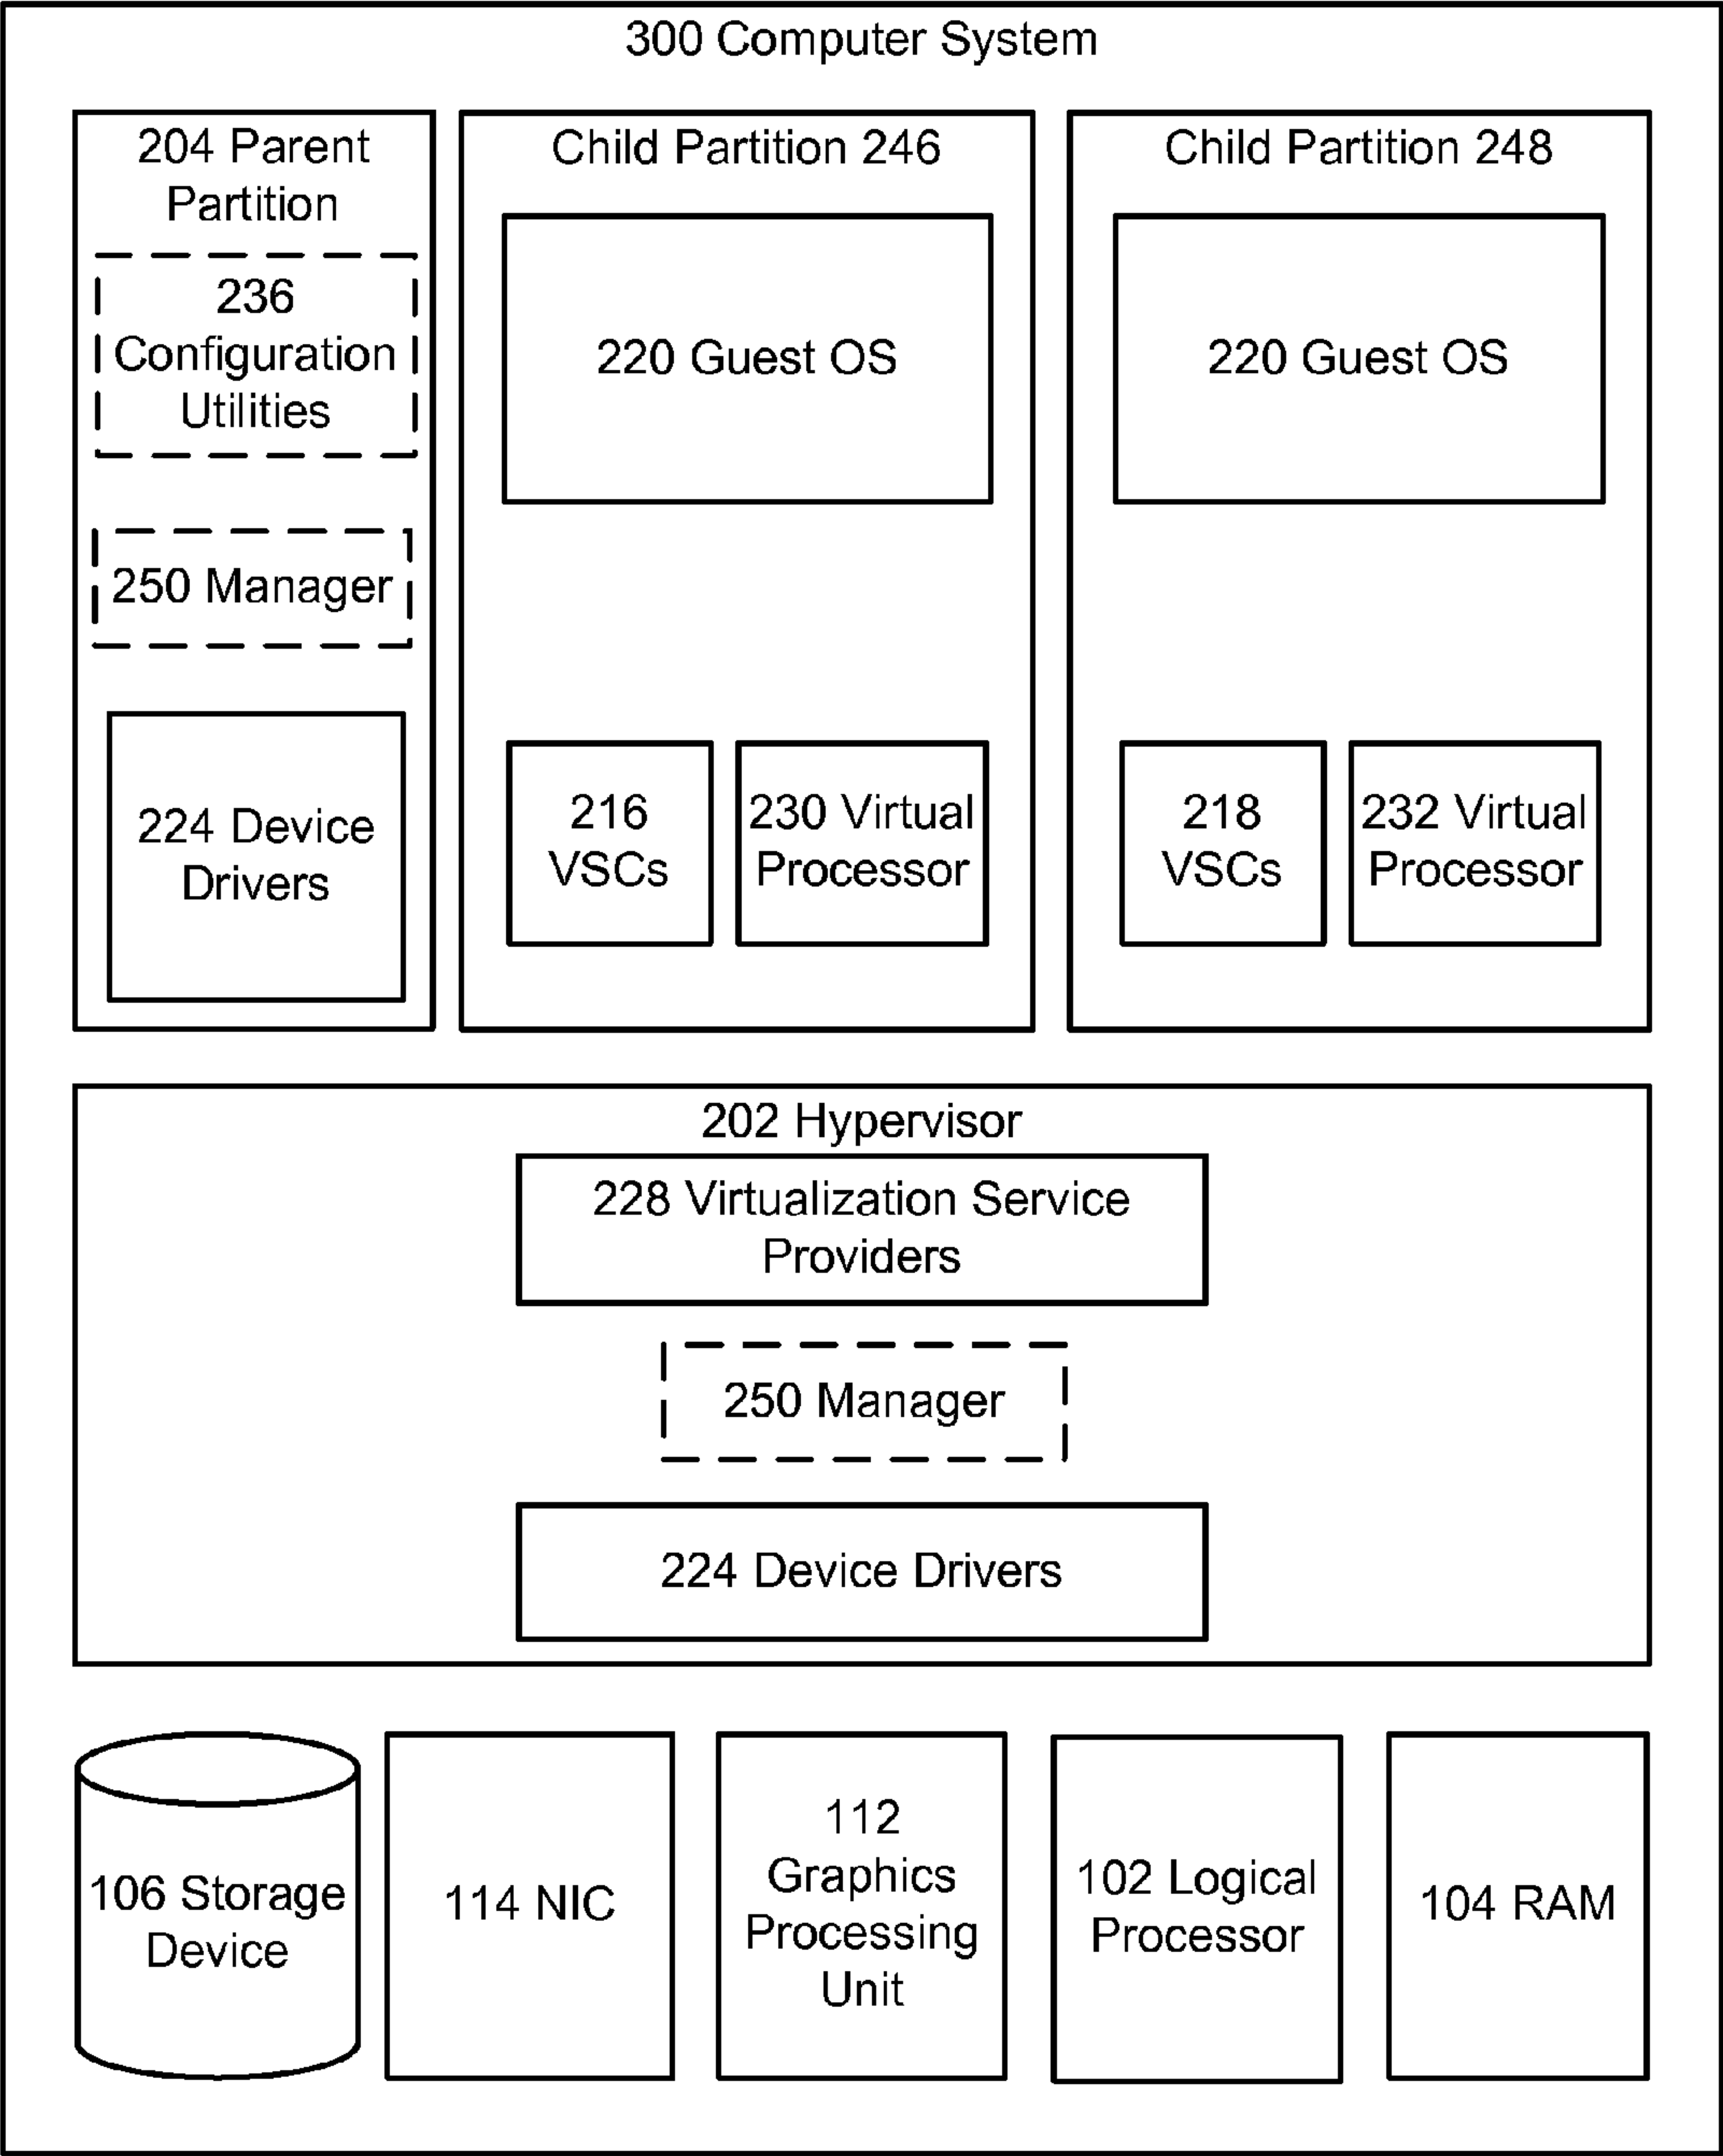 300 Computer System
204 Parent
Partition
236
Configuration
Utilities
250 Manager
224 Device
Drivers
Child Partition 246
220 Guest OS
216
VSCs
230 Virtual
Processor
Child Partition 248
220 Guest OS
218
VSCs
232 Virtual
Processor
202 Hypervisor
228 Virtualization Service
Providers
250 Manager
224 Device Drivers
106 Storage
Device
114 NIC
112
Graphics
Processing
Unit
102 Logical
Processor
104 RAM